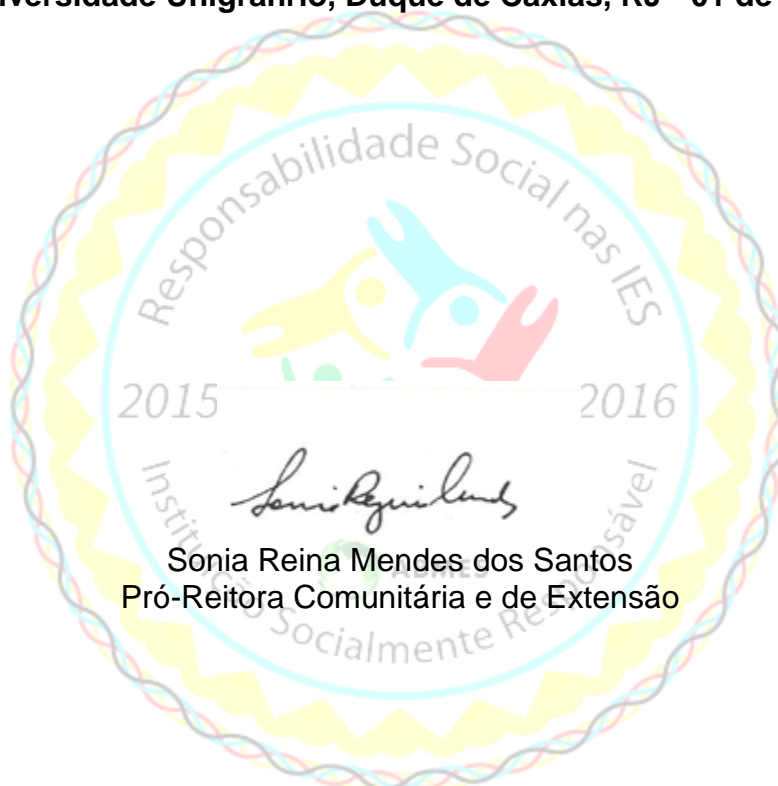 Universidade Unigranrio, Duque de Caxias, RJ 01 de
Responsabilidade Social nas IES
2015 2016
Sonia Reina Mendes dos Santos
ABMES
Pró-Reitora Comunitária e de Extensão
Instituição Socialmente Responsável